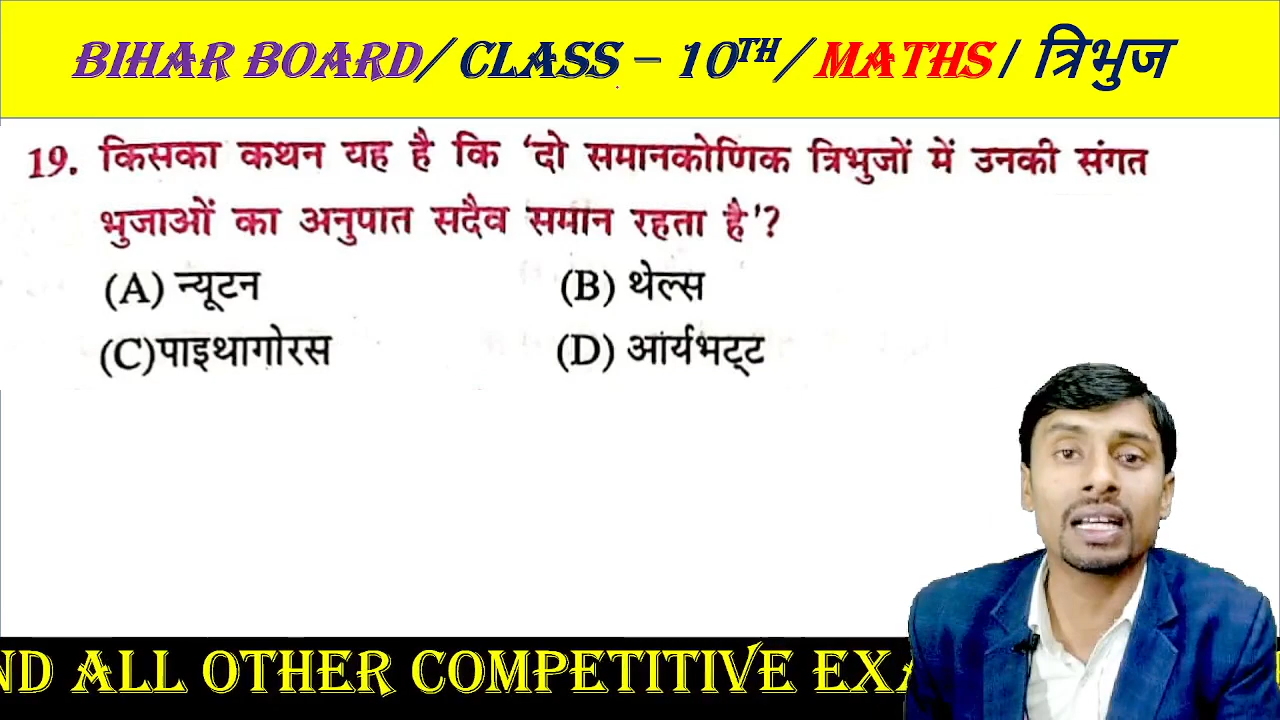 BIHAR BOARD/ CLASS – 10TH/ MATHS/ त्रिभुज
19. किसका कथन यह है कि ‘दो समानकोणिक त्रिभुजों में उनकी संगत
भुजाओं का अनुपात सदैव समान रहता है’?
(A) न्यूटन (B) थेल्स
(C)पाइथागोरस (D) आर्यभट्ट
ND ALL OTHER COMPETITIVE EXA